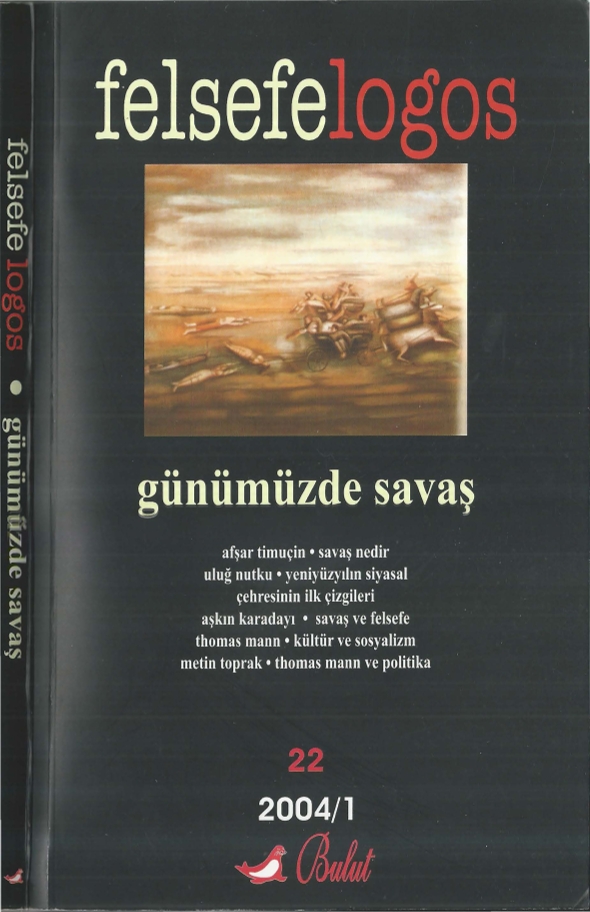 felsefe logos • günümüzde savaş
felsefelogos
günümüzde savaş
afşar timuçin • savaş nedir
uluğ nutku • yeniyüzyılın siyasal
çehresinin ilk çizgileri
aşkın karadayı • savaş ve felsefe
thomas mann • kültür ve sosyalizm
metin toprak • thomas mann ve politika
22
2004/1
Bulut